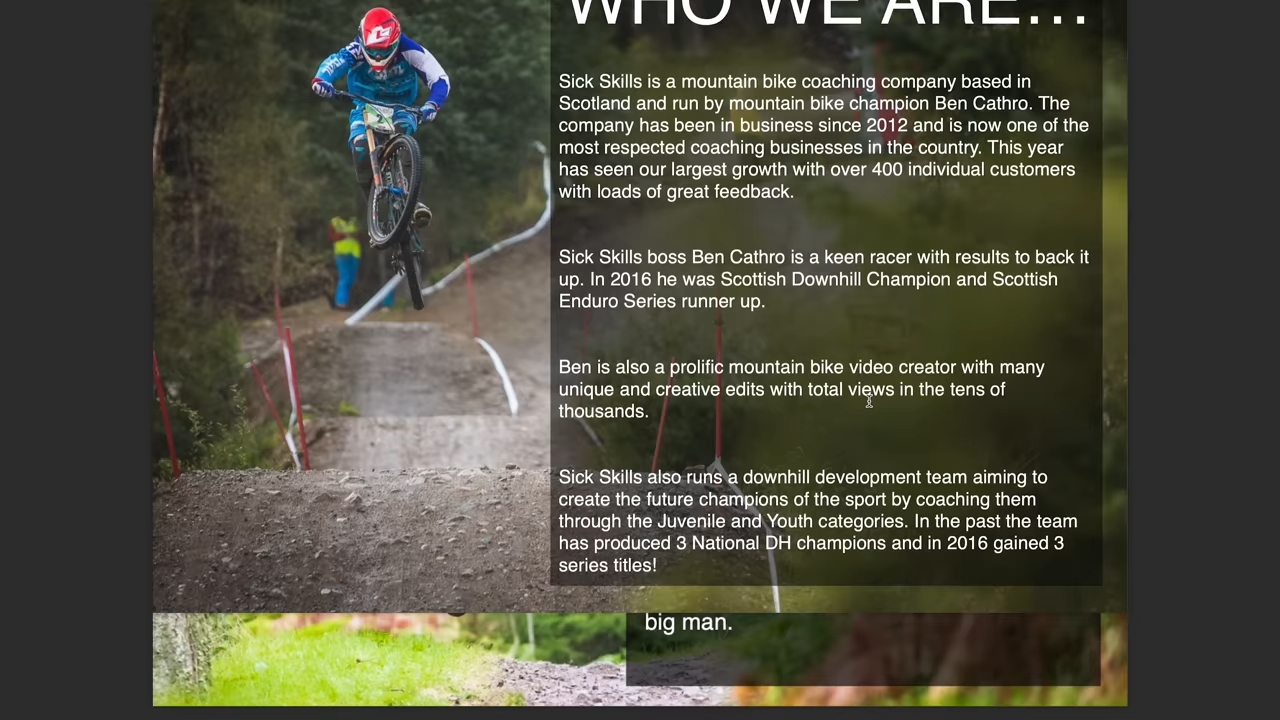 WHO WE ARE…
Sick Skills is a mountain bike coaching company based in
Scotland and run by mountain bike champion Ben Cathro. The
company has been in business since 2012 and is now one of the
most respected coaching businesses in the country. This year
has seen our largest growth with over 400 individual customers
with loads of great feedback.
Sick Skills boss Ben Cathro is a keen racer with results to back it
up. In 2016 he was Scottish Downhill Champion and Scottish
Enduro Series runner up.
Ben is also a prolific mountain bike video creator with many
unique and creative edits with total views in the tens of
thousands.
Sick Skills also runs a downhill development team aiming to
create the future champions of the sport by coaching them
through the Juvenile and Youth categories. In the past the team
has produced 3 National DH champions and in 2016 gained 3
series titles!
big man.